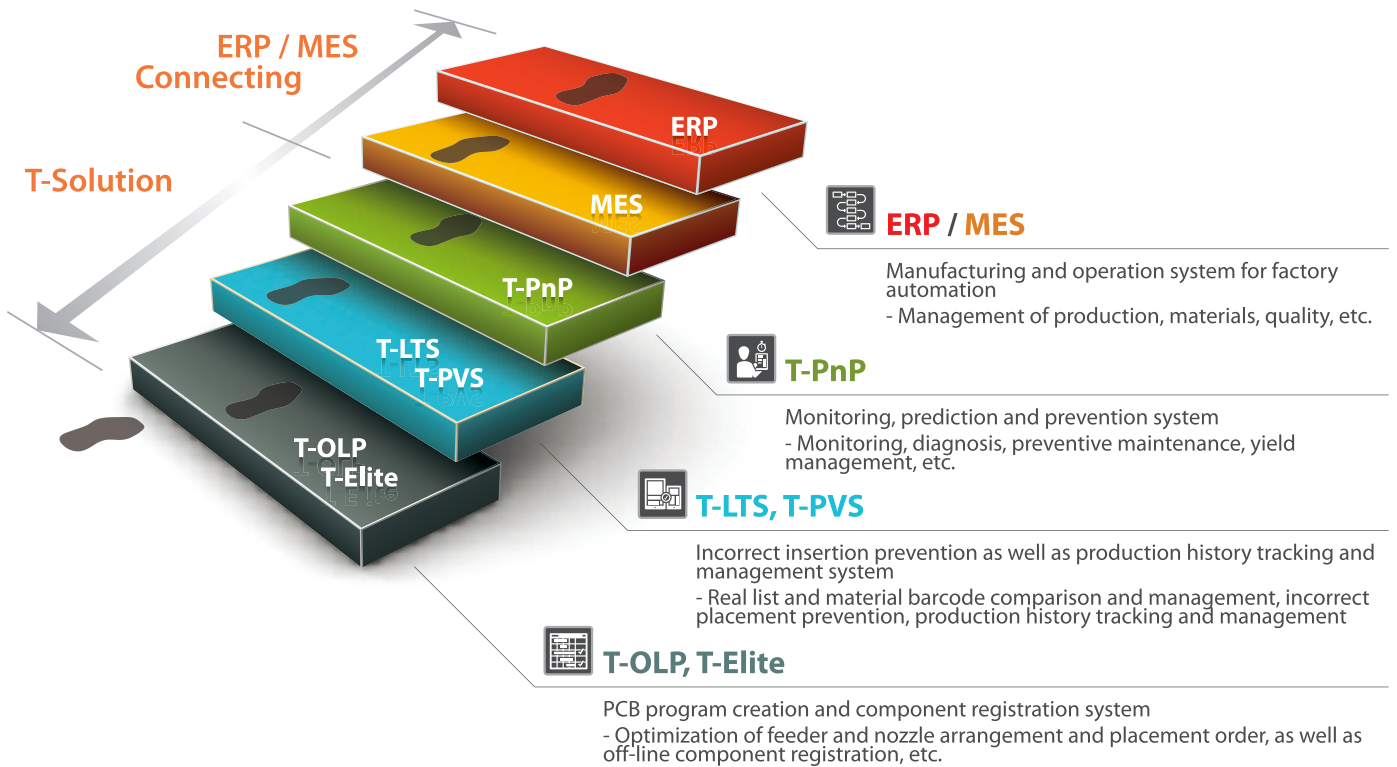 ERP / MES
Connecting
T-Solution
ERP
MES
T-PnP
T-LTS
T-PVS
T-OLP
T-Elite
ERP / MES
Manufacturing and operation system for factory
automation
- Management of production, materials, quality, etc.
T-PnP
Monitoring, prediction and prevention system
- Monitoring, diagnosis, preventive maintenance, yield
management, etc.
T-LTS, T-PVS
Incorrect insertion prevention as well as production history tracking and
management system
- Real list and material barcode comparison and management, incorrect
placement prevention, production history tracking and management
T-OLP, T-Elite
PCB program creation and component registration system
- Optimization of feeder and nozzle arrangement and placement order, as well as
off-line component registration, etc.